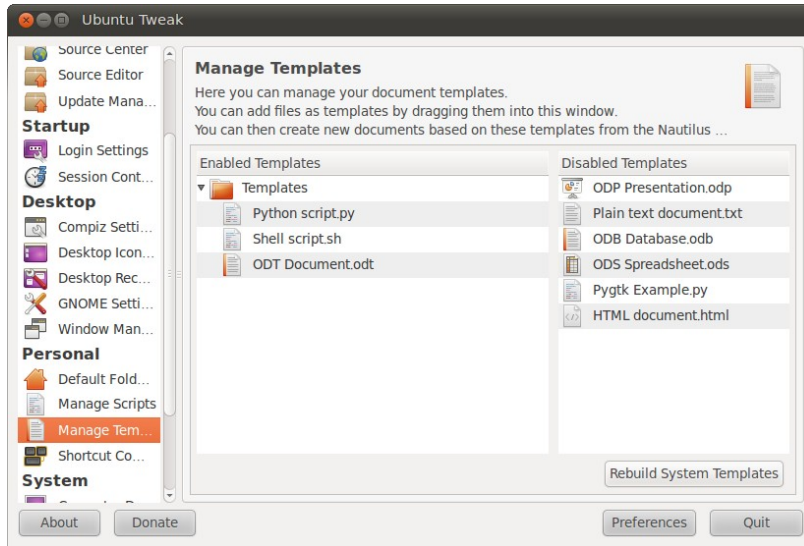 Ubuntu Tweak
Source Center
Source Editor
Update Mana...
Startup
Login Settings
Session Cont...
Desktop
Compiz Setti...
Desktop Icon...
Desktop Rec...
GNOME Setti...
Window Man...
Personal
Default Fold...
Manage Scripts
Manage Tem...
Shortcut Co...
System
Manage Templates
Here you can manage your document templates.
You can add files as templates by dragging them into this window.
You can then create new documents based on these templates from the Nautilus ...
Enabled Templates
Templates
Python script.py
Shell script.sh
ODT Document.odt
Disabled Templates
ODP Presentation.odp
Plain text document.txt
ODB Database.odb
ODS Spreadsheet.ods
Pygtk Example.py
HTML document.html
Rebuild System Templates
About
Donate
Preferences
Quit